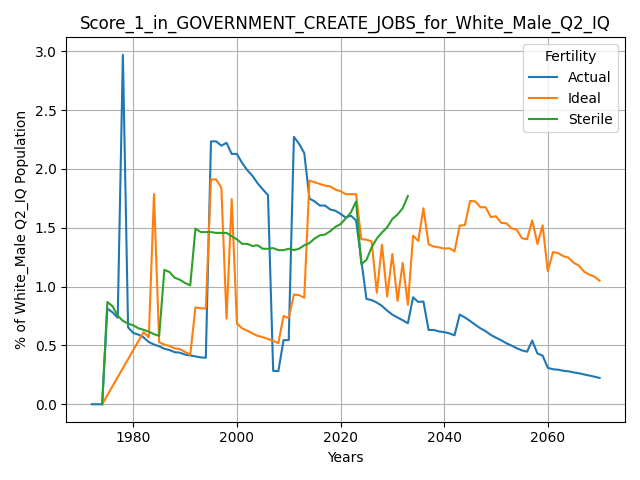 Score_1_in_GOVERNMENT_CREATE_JOBS_for_White_Male_Q2_IQ
% of White_Male Q2_IQ Population
3.0
2.5
2.0
1.5
1.0
0.5
0.0
Fertility
Actual
Ideal
Sterile
1980
2000
2020
2040
2060
Years